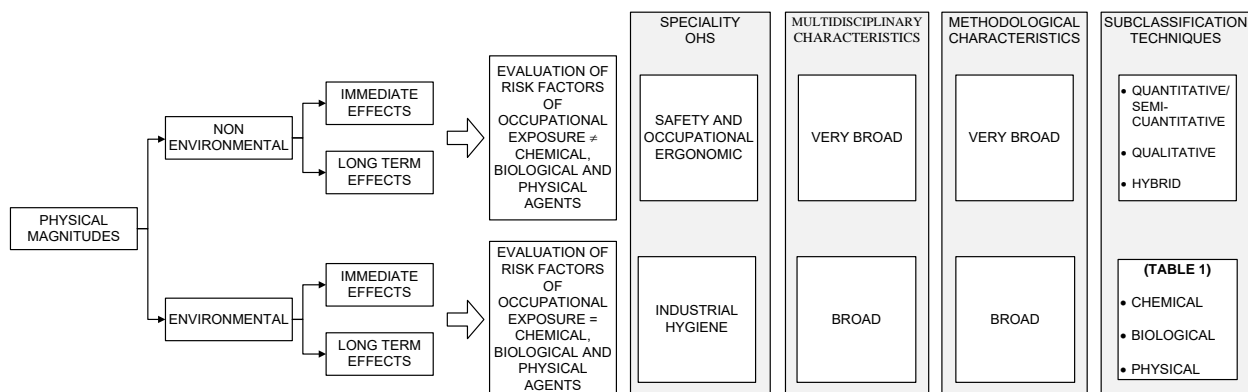 PHYSICAL
MAGNITUDES
NON
ENVIRONMENTAL
IMMEDIATE
EFFECTS
LONG TERM
EFFECTS
EVALUATION OF
RISK FACTORS
OF
OCCUPATIONAL
EXPOSURE ≠
CHEMICAL,
BIOLOGICAL AND
PHYSICAL
AGENTS
ENVIRONMENTAL
IMMEDIATE
EFFECTS
LONG TERM
EFFECTS
EVALUATION OF
RISK FACTORS
OF
OCCUPATIONAL
EXPOSURE =
CHEMICAL,
BIOLOGICAL AND
PHYSICAL
AGENTS
SPECIALITY
OHS
SAFETY AND
OCCUPATIONAL
ERGONOMIC
INDUSTRIAL
HYGIENE
MULTIDISCIPLINARY
CHARACTERISTICS
VERY BROAD
BROAD
METHODOLOGICAL
CHARACTERISTICS
VERY BROAD
BROAD
SUBCLASSIFICATION
TECHNIQUES
• QUANTITATIVE/
SEMI-
CUANTITATIVE
• QUALITATIVE
• HYBRID
(TABLE 1)
• CHEMICAL
• BIOLOGICAL
• PHYSICAL